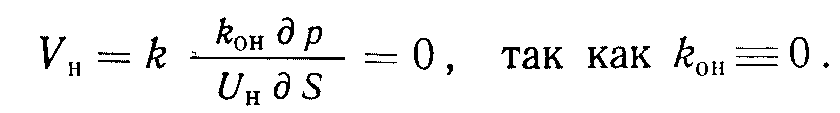 Vн = k kон ∂p / Uн ∂S = 0, так как kон ≡ 0.